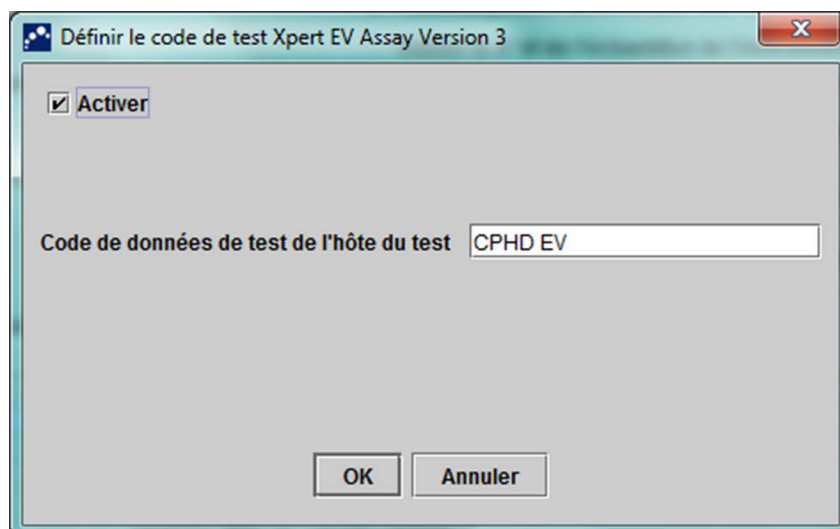 Définir le code de test Xpert EV Assay Version 3
Activer
Code de données de test de l'hôte du test CPHD EV
OK Annuler